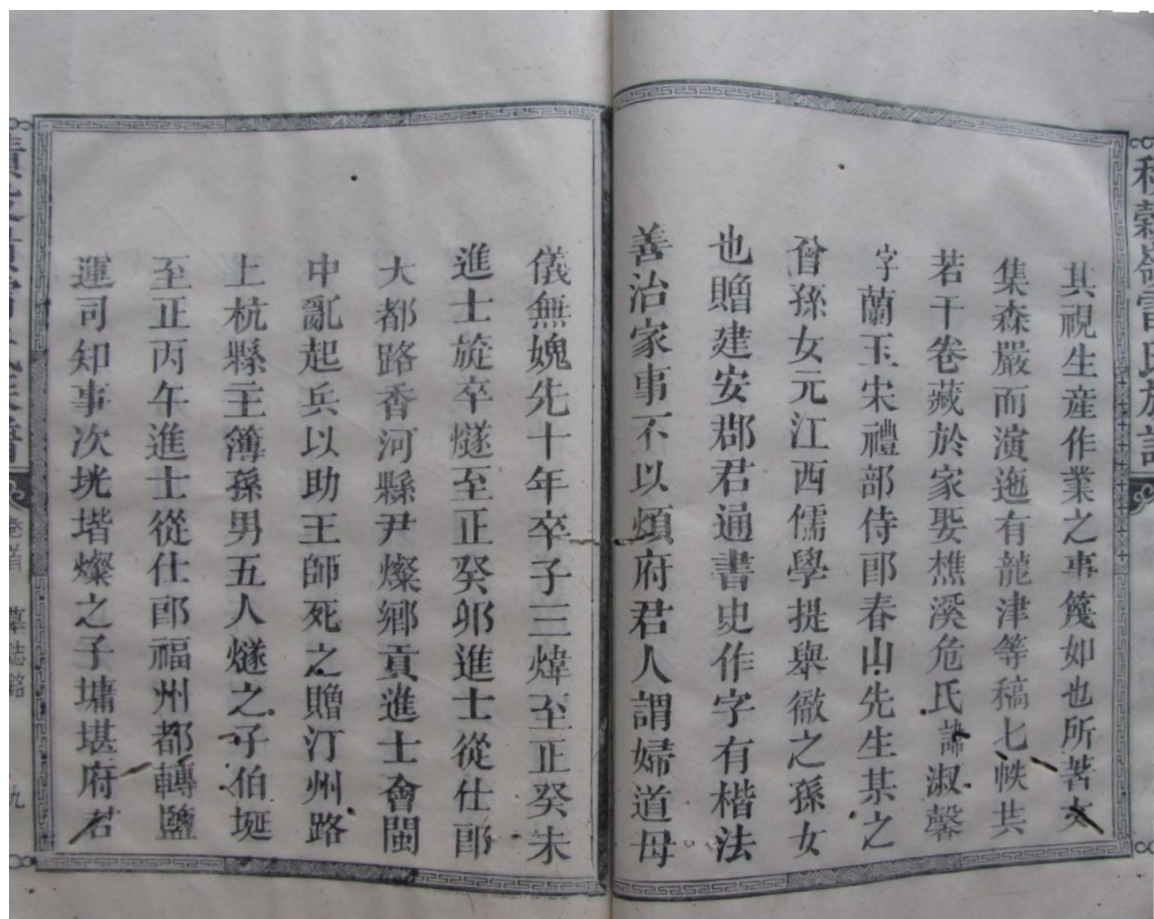 其視生産作業之事篾如也所著文
集森嚴而演迤有龍津等稿七帙共
若干卷藏於家娶樵溪危氏諱淑馨
字蘭玉宋禮部侍郎春山先生某之
曾孫女元江西儒學提舉徹之孫女
也贈建安郡君通書史作字有楷法
善治家事不以煩府君人謂婦道母
儀無媿先十年卒子三煒至正癸未
進士旋卒燧至正癸卯進士從仕郎
大都路香河縣尹燦鄉貢進士會閩
中亂起兵以助王師死之贈汀州路
上杭縣主簿孫男五人燧之子伯埏
至正丙午進士從仕郎福州都轉鹽
運司知事次垙堦燦之子墉堪府君
卷首
墓誌銘
九